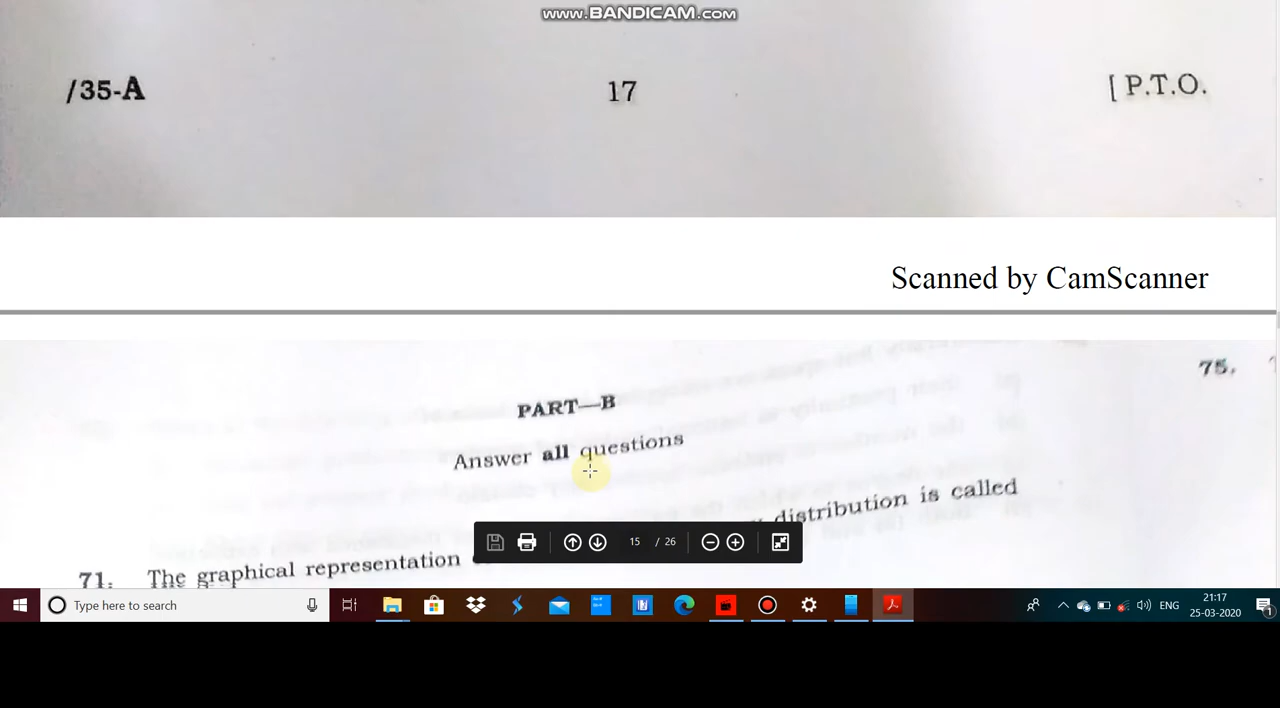 www.BANDICAM.com
/35-A 17 [ P.T.O.
Scanned by CamScanner
75.
PART—B
Answer all questions
71. The graphical representation distribution is called
15 / 26
Type here to search
ENG
21:17
25-03-2020
1